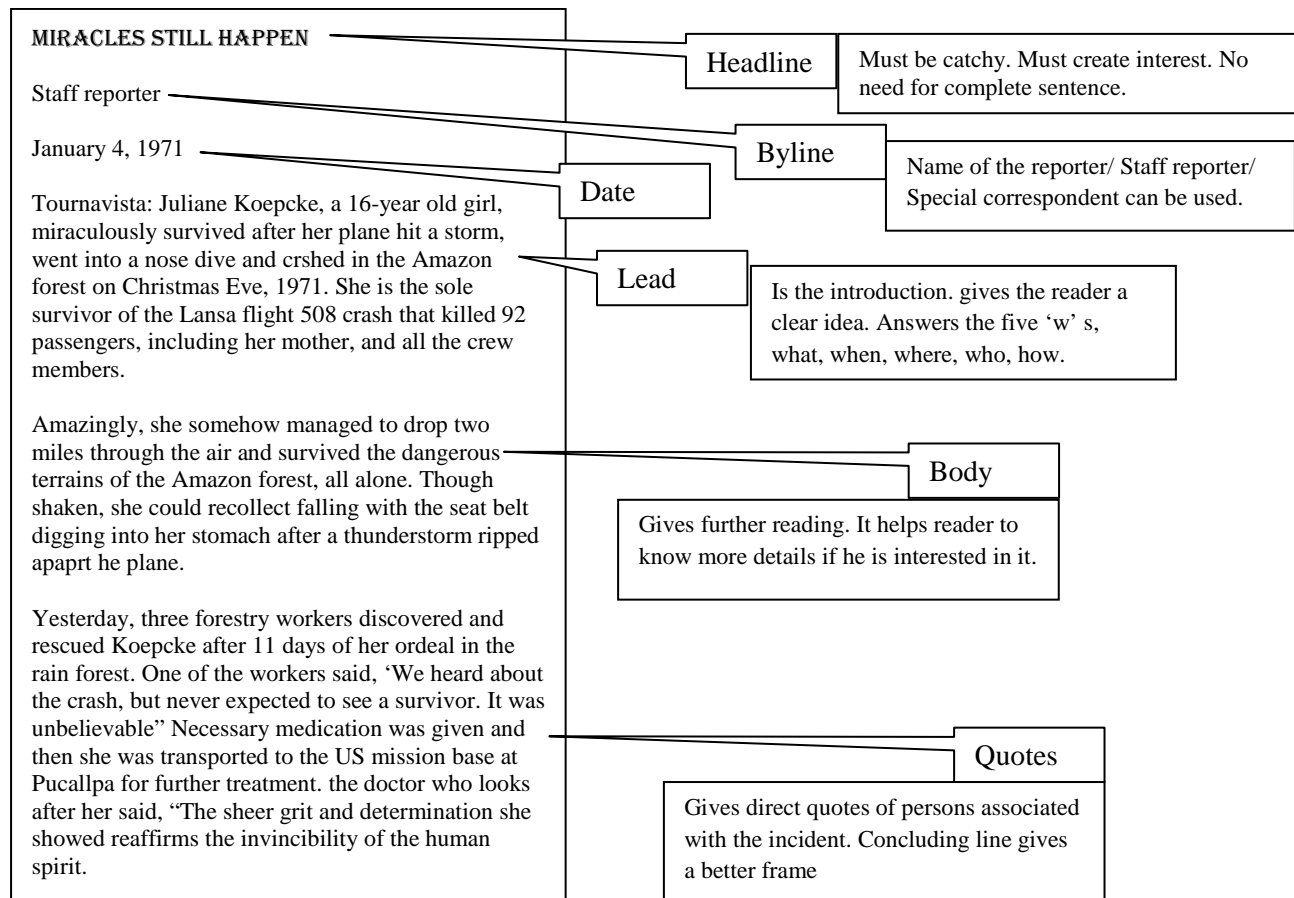 MIRACLES STILL HAPPEN
Staff reporter
January 4, 1971
Tournavista: Juliane Koepcke, a 16-year old girl,
miraculously survived after her plane hit a storm,
went into a nose dive and crshed in the Amazon
forest on Christmas Eve, 1971. She is the sole
survivor of the Lansa flight 508 crash that killed 92
passengers, including her mother, and all the crew
members.
Amazingly, she somehow managed to drop two
miles through the air and survived the dangerous
terrains of the Amazon forest, all alone. Though
shaken, she could recollect falling with the seat belt
digging into her stomach after a thunderstorm ripped
apaprt he plane.
Yesterday, three forestry workers discovered and
rescued Koepcke after 11 days of her ordeal in the
rain forest. One of the workers said, ‘We heard about
the crash, but never expected to see a survivor. It was
unbelievable” Necessary medication was given and
then she was transported to the US mission base at
Pucallpa for further treatment. the doctor who looks
after her said, “The sheer grit and determination she
showed reaffirms the invincibility of the human
spirit.
Headline
Must be catchy. Must create interest. No
need for complete sentence.
Byline
Name of the reporter/ Staff reporter/
Special correspondent can be used.
Date
Lead
Is the introduction. gives the reader a
clear idea. Answers the five ‘w’ s,
what, when, where, who, how.
Body
Gives further reading. It helps reader to
know more details if he is interested in it.
Quotes
Gives direct quotes of persons associated
with the incident. Concluding line gives
a better frame